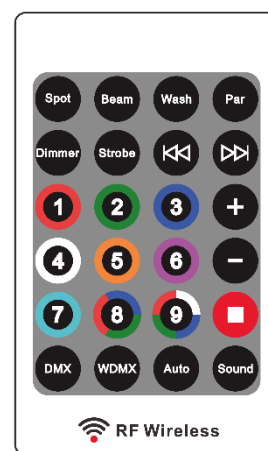 Spot Beam Wash Par
Dimmer Strobe
1 2 3 +
4 5 6 -
7 8 9
DMX WDMX Auto Sound
RF Wireless